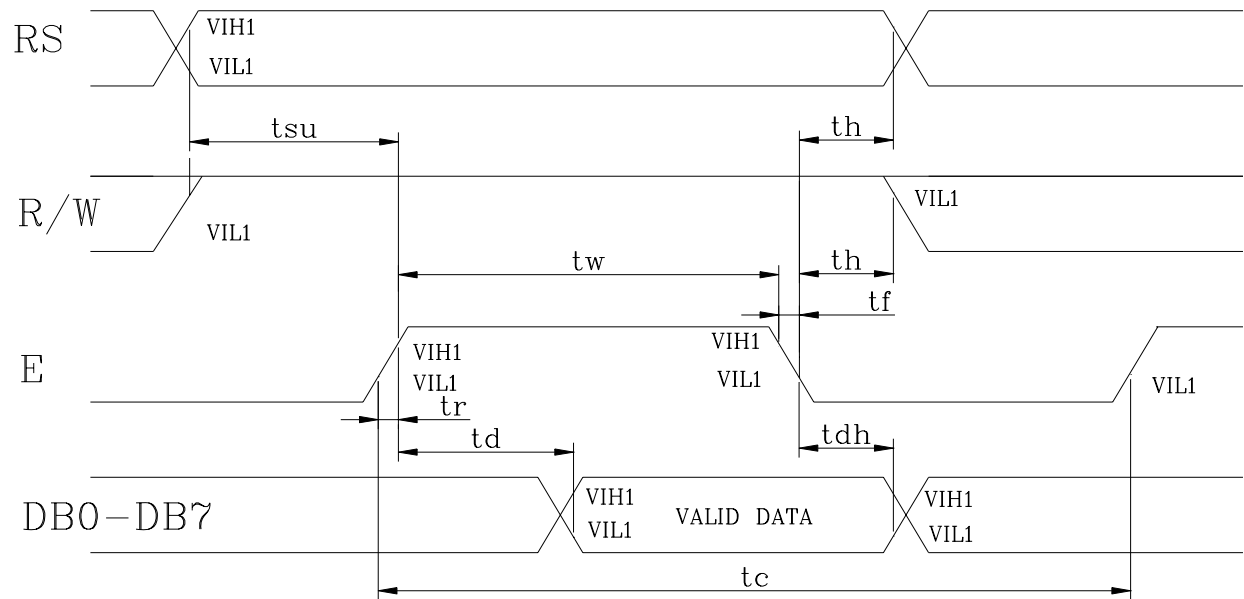 RS
VIH1
VIL1
tsu
th
R/W
VIL1
VIL1
tw
th
tf
E
VIH1
VIL1
VIH1
VIL1
VIL1
tr
td
tdh
DB0-DB7
VIH1
VIL1
VALID DATA
VIH1
VIL1
tc